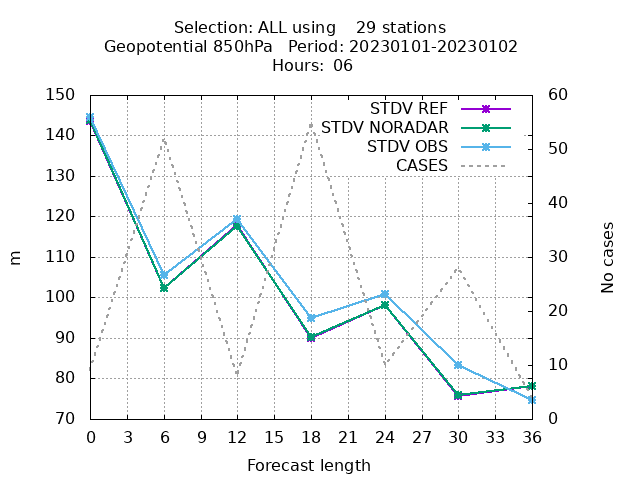 Selection: ALL using    29 stations
Geopotential 850hPa   Period: 20230101-20230102
Hours:  06
150
140
130
120
110
100
90
80
70
m
60
50
40
30
20
10
0
No cases
STDV REF
STDV NORADAR
STDV OBS
CASES
0 3 6 9 12 15 18 21 24 27 30 33 36
Forecast length